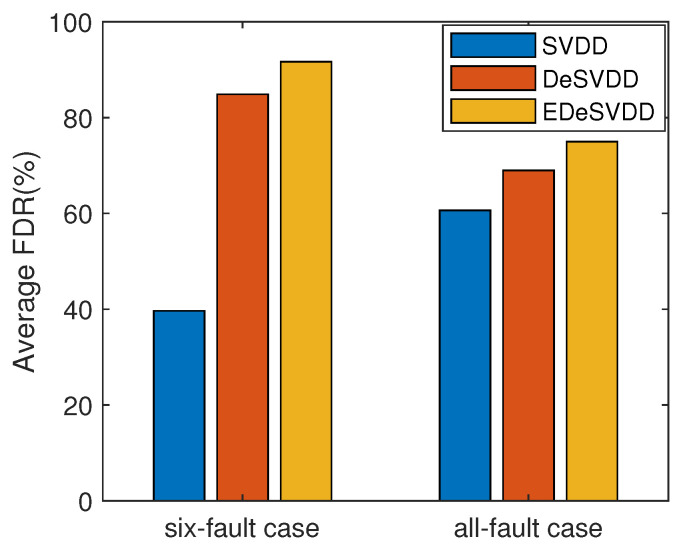 100
80
60
40
20
0
Average FDR(%)
SVDD
DeSVDD
EDeSVDD
six-fault case
all-fault case